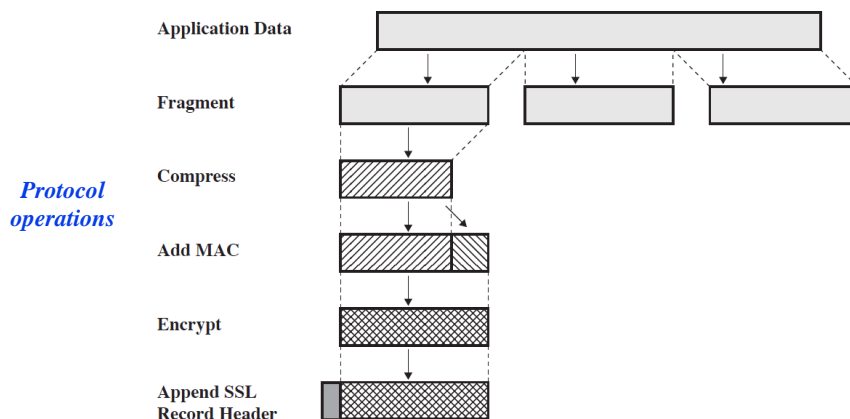 Application Data
Fragment
Compress
Protocol
operations
Add MAC
Encrypt
Append SSL
Record Header